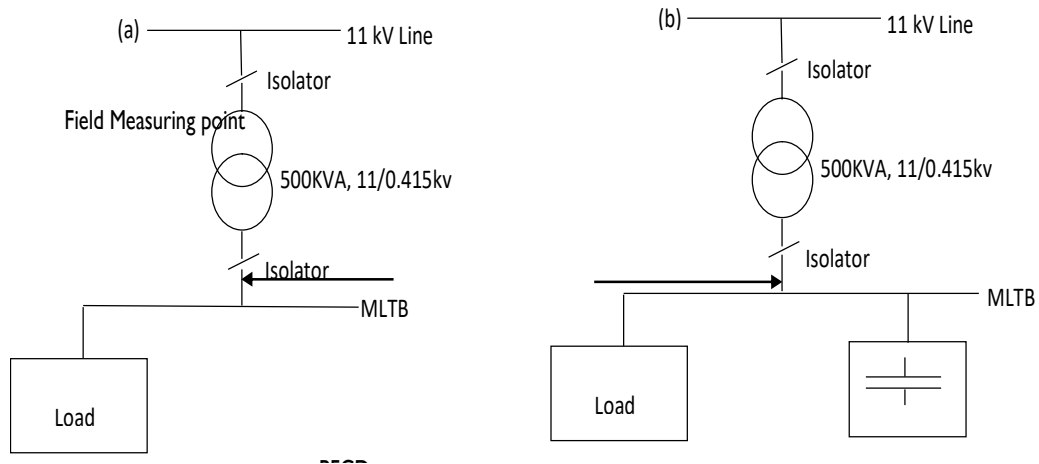 (a)
11 kV Line
Isolator
Field Measuring point
500KVA, 11/0.415kv
Isolator
MLTB
Load
(b)
11 kV Line
Isolator
500KVA, 11/0.415kv
Isolator
MLTB
Load